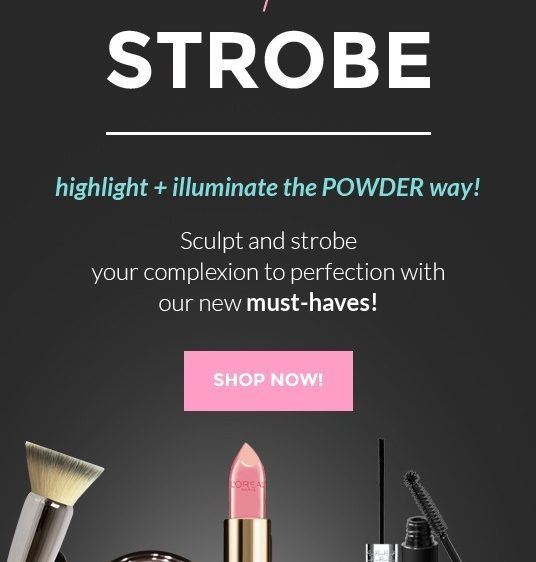 STROBE
highlight + illuminate the POWDER way!
Sculpt and strobe
your complexion to perfection with
our new must-haves!
SHOP NOW!
L'OREAL
PARIS